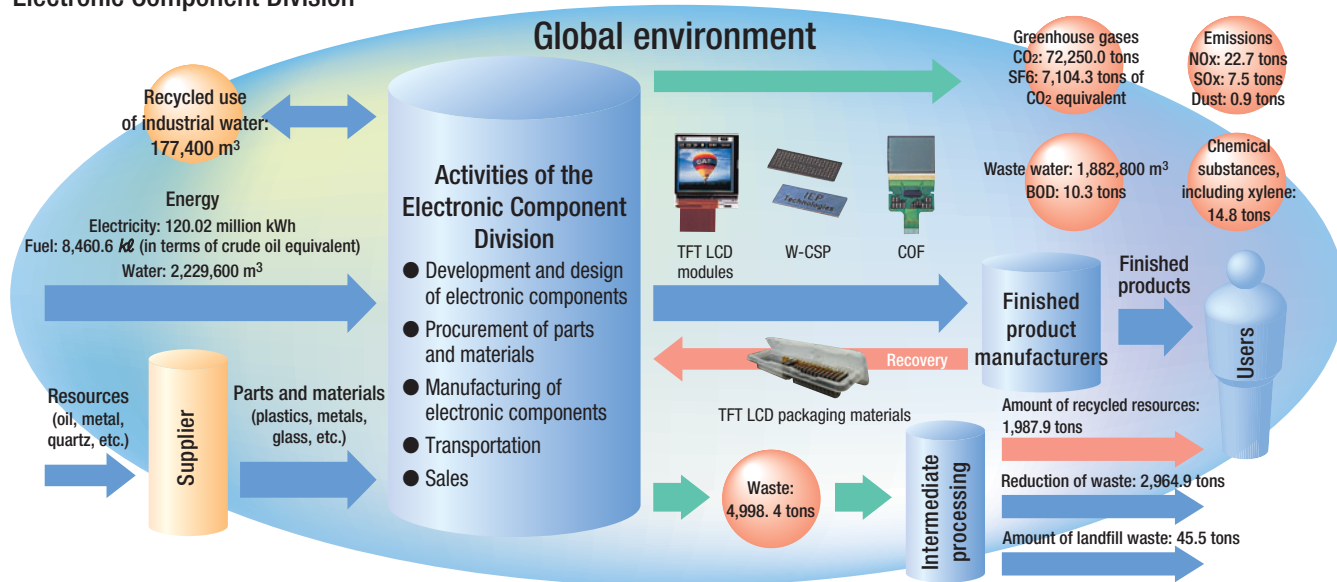 Electronic Component Division
Global environment
Recycled use
of industrial water:
177,400 m³
Energy
Electricity: 120.02 million kWh
Fuel: 8,460.6 kℓ (in terms of crude oil equivalent)
Water: 2,229,600 m³
Resources
(oil, metal,
quartz, etc.)
Supplier
Parts and materials
(plastics, metals,
glass, etc.)
Activities of the
Electronic Component
Division
● Development and design
of electronic components
● Procurement of parts
and materials
● Manufacturing of
electronic components
● Transportation
● Sales
Greenhouse gases
CO₂: 72,250.0 tons
SF6: 7,104.3 tons of
CO₂ equivalent
Emissions
NOx: 22.7 tons
SOx: 7.5 tons
Dust: 0.9 tons
Waste water: 1,882,800 m³
BOD: 10.3 tons
Chemical
substances,
including xylene:
14.8 tons
IEP
Technologies
TFT LCD
modules
W-CSP
COF
Finished
product
manufacturers
Finished
products
Users
Recovery
TFT LCD packaging materials
Waste:
4,998. 4 tons
Intermediate
processing
Amount of recycled resources:
1,987.9 tons
Reduction of waste: 2,964.9 tons
Amount of landfill waste: 45.5 tons